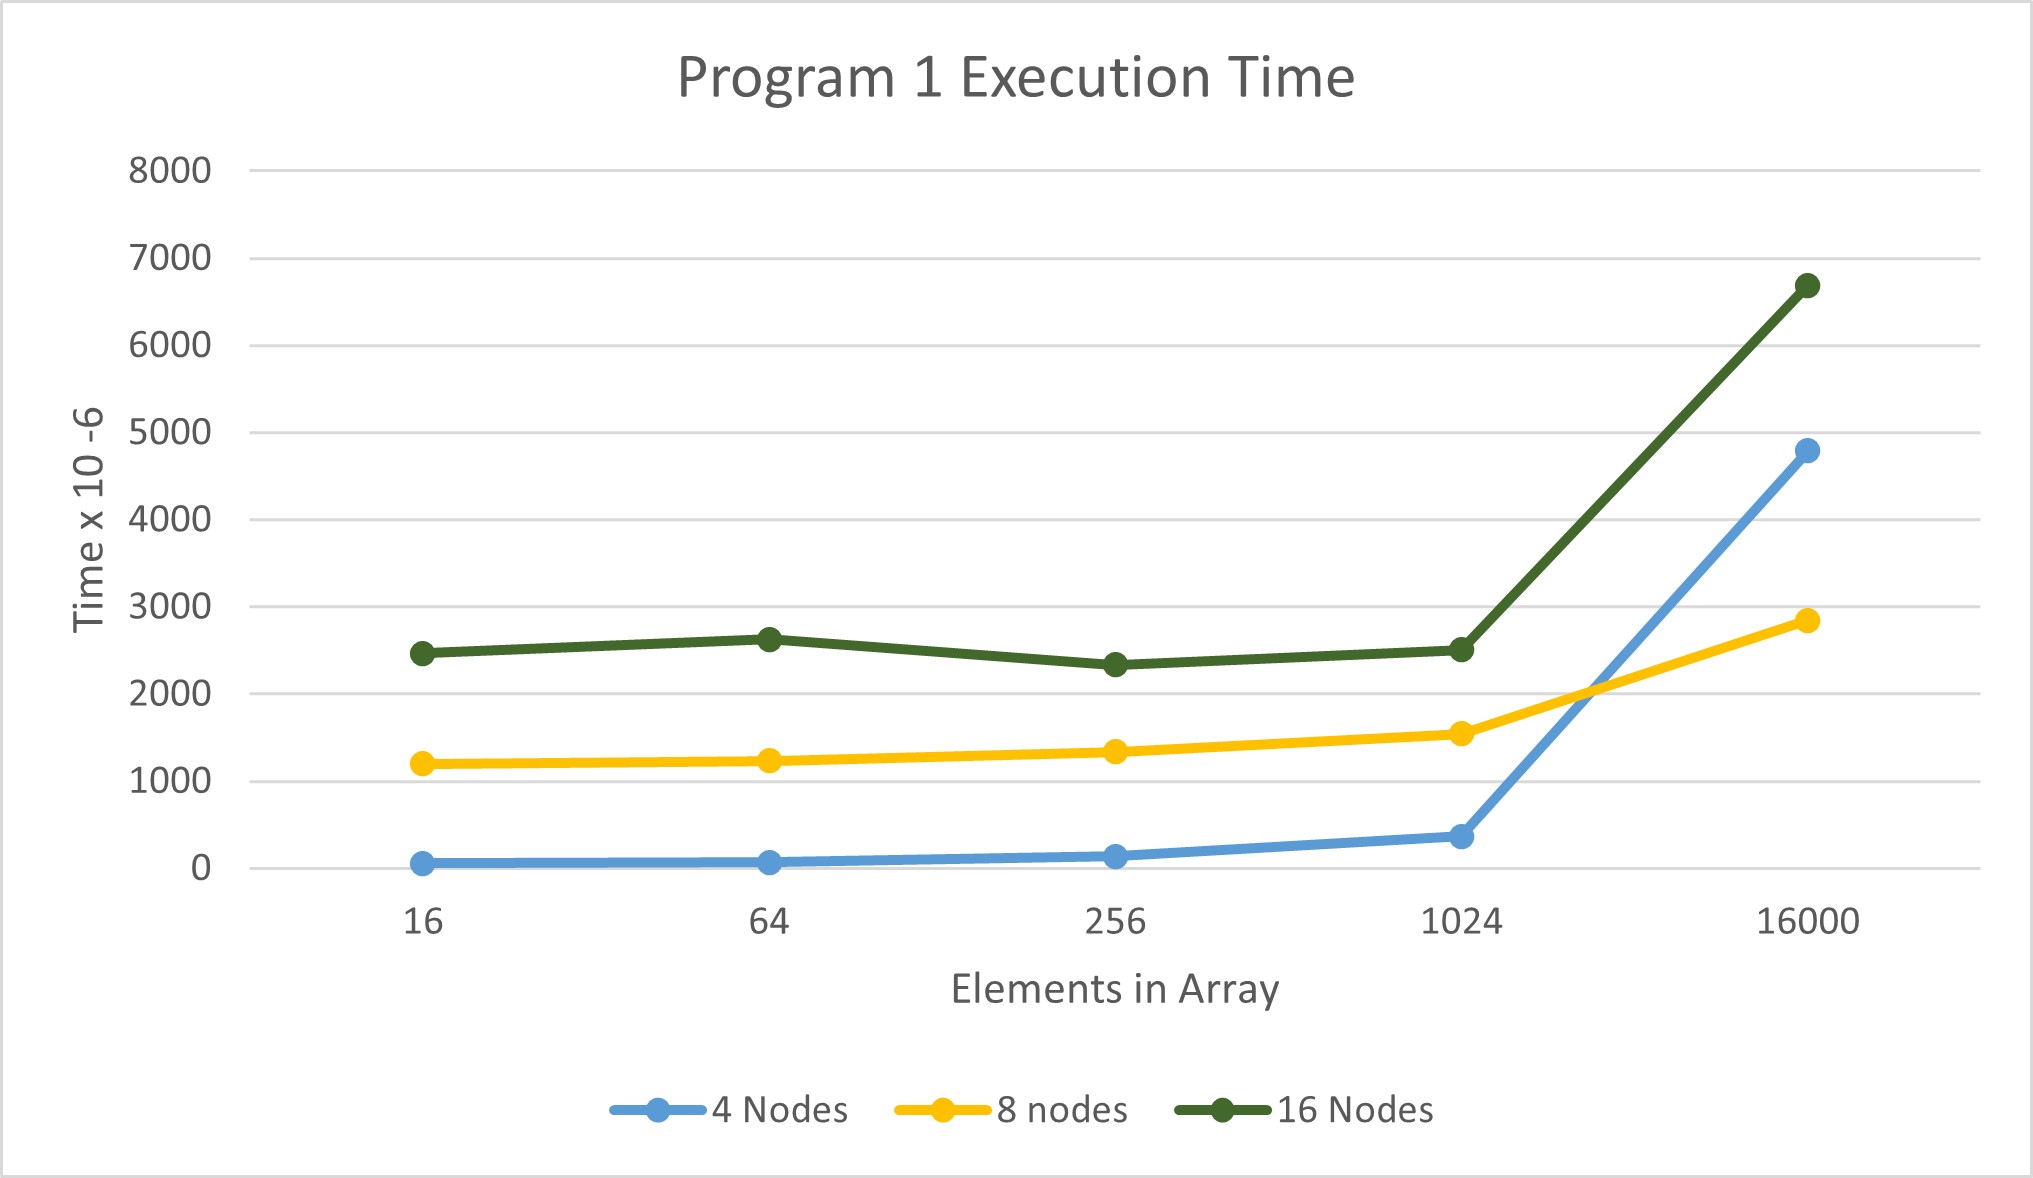 Program 1 Execution Time
8000
7000
6000
5000
4000
3000
2000
1000
0
Time x 10 -6
16 64 256 1024 16000
Elements in Array
4 Nodes 8 nodes 16 Nodes